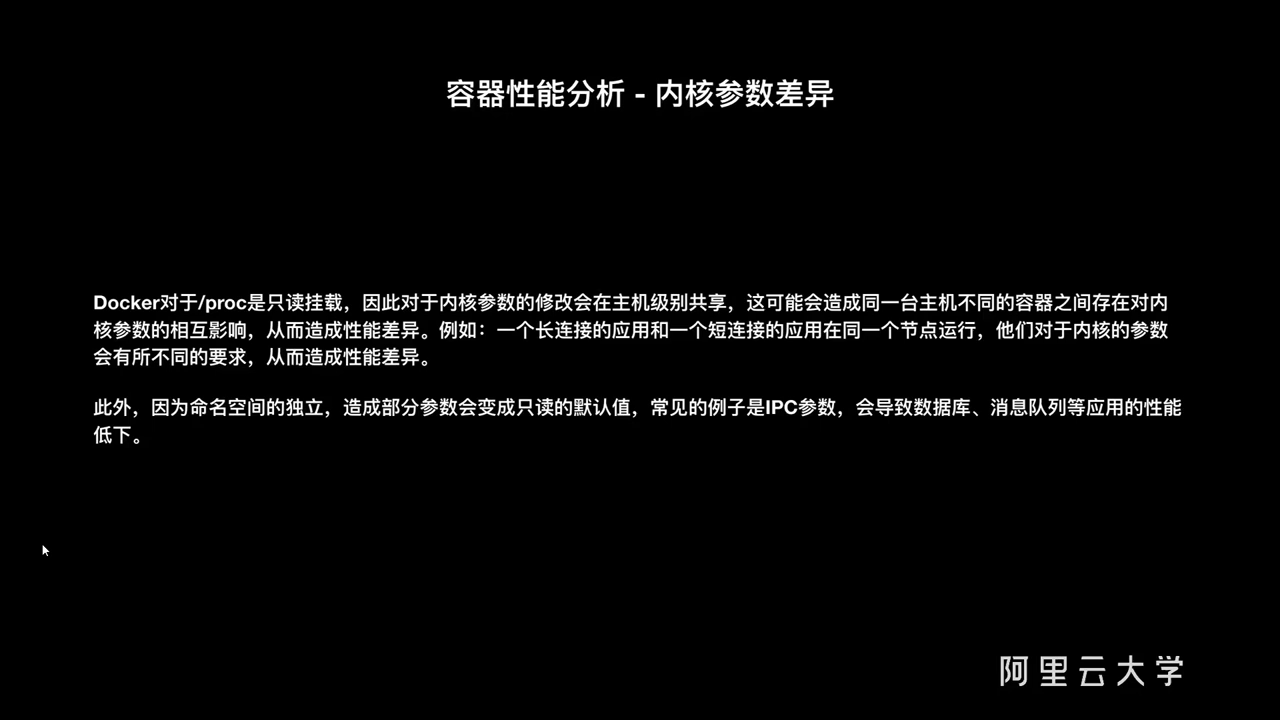 容器性能分析 - 内核参数差异
Docker对于/proc是只读挂载，因此对于内核参数的修改会在主机级别共享，这可能会造成同一台主机不同的容器之间存在对内
核参数的相互影响，从而造成性能差异。例如：一个长连接的应用和一个短连接的应用在同一个节点运行，他们对于内核的参数
会有所不同的要求，从而造成性能差异。
此外，因为命名空间的独立，造成部分参数会变成只读的默认值，常见的例子是IPC参数，会导致数据库、消息队列等应用的性能
低下。
阿里云大学